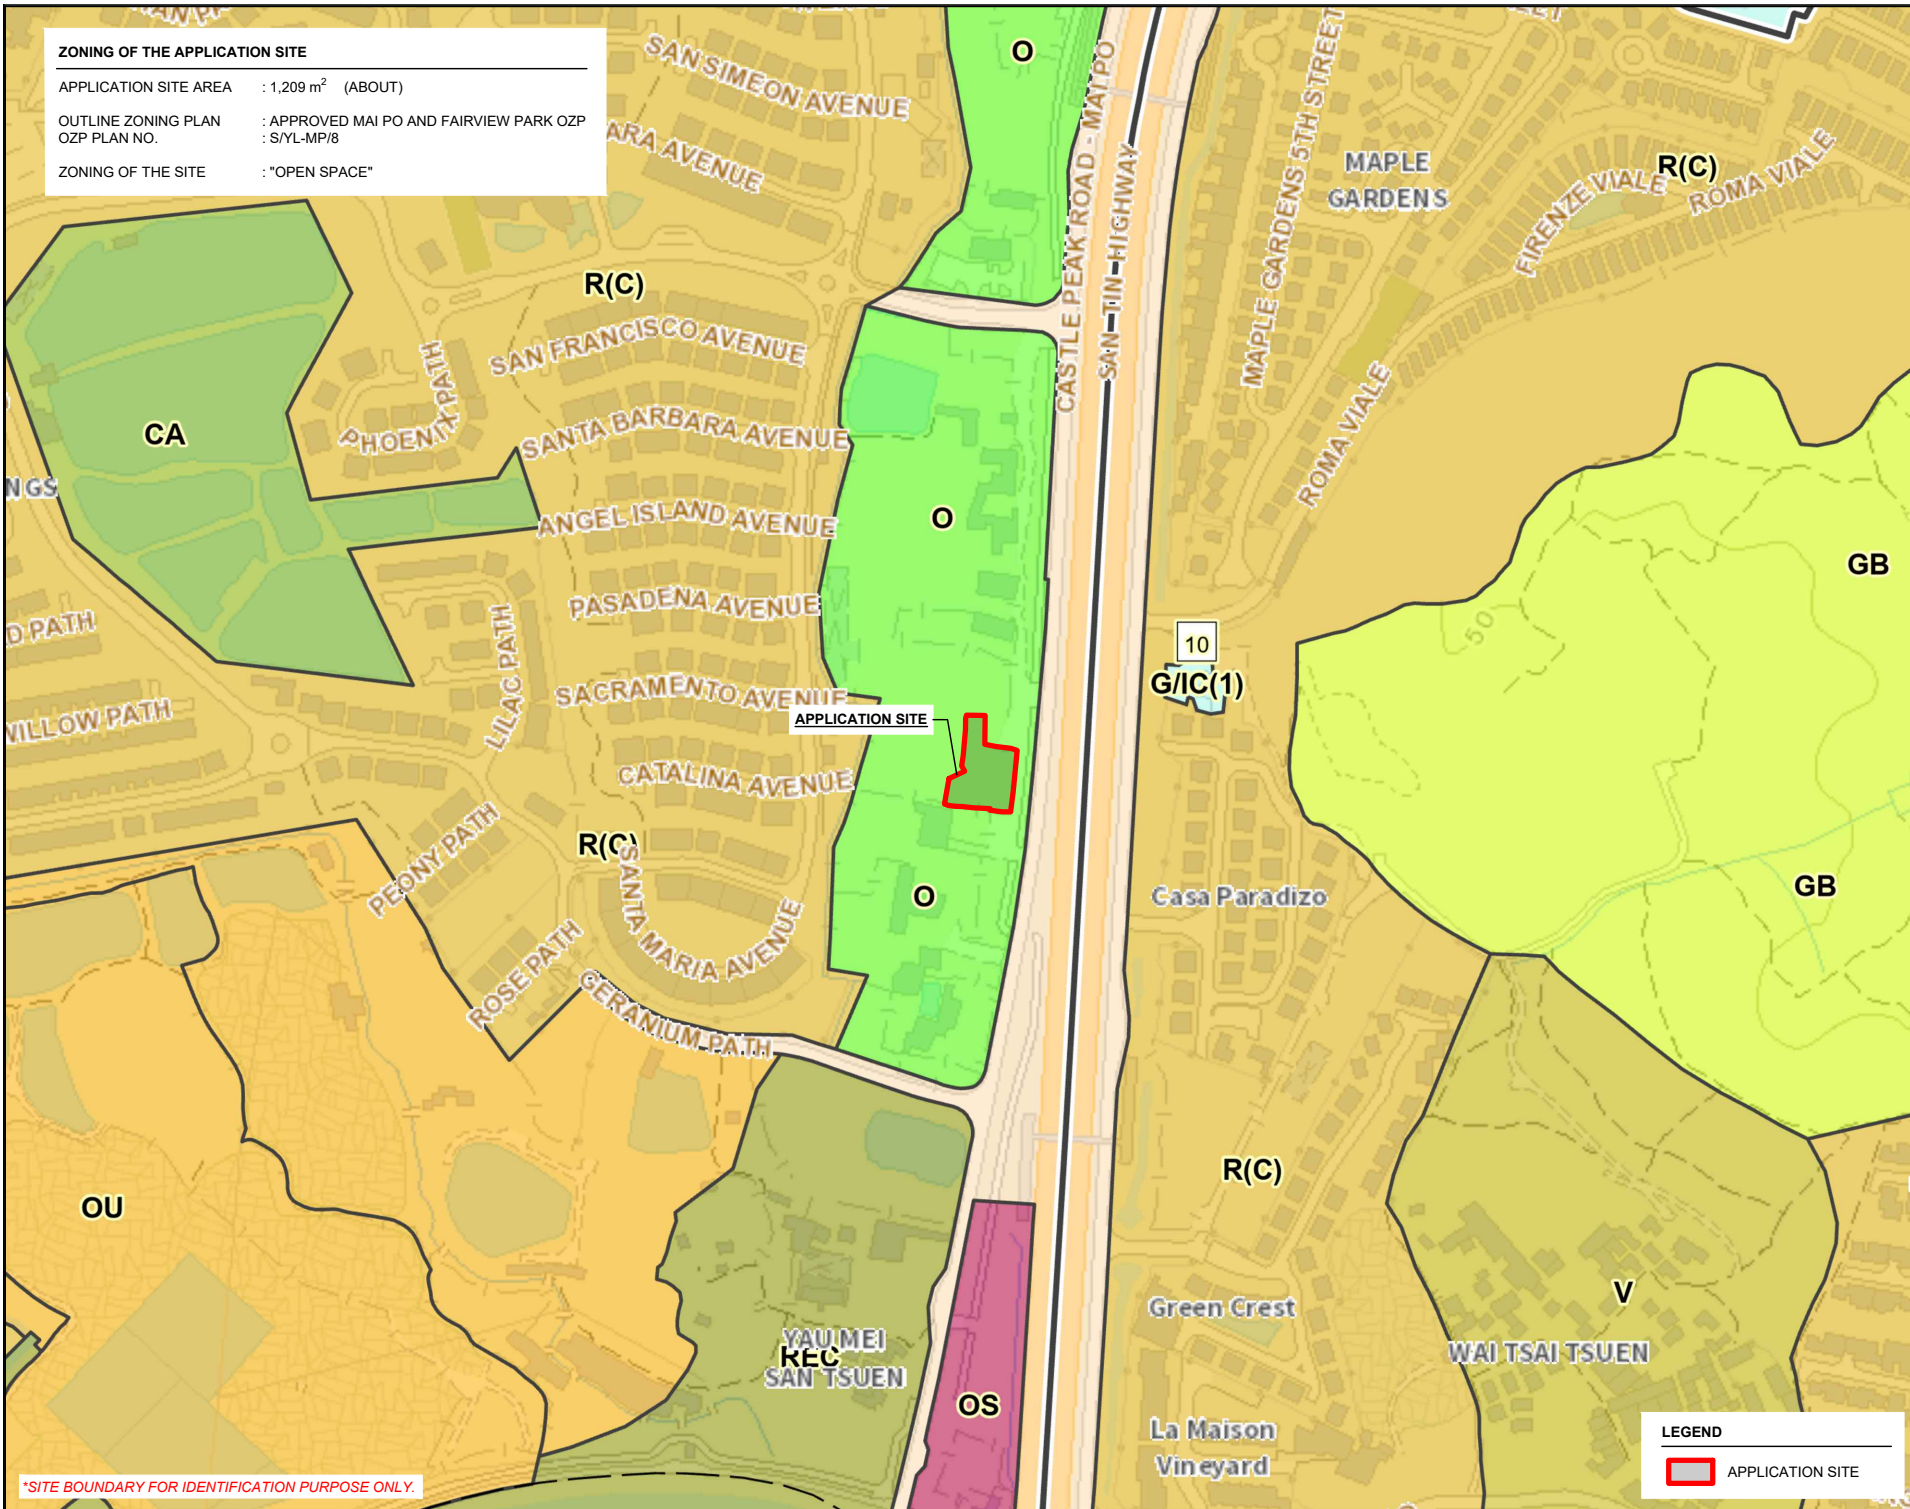 ZONING OF THE APPLICATION SITE
APPLICATION SITE AREA : 1,209 m² (ABOUT)
OUTLINE ZONING PLAN : APPROVED MAI PO AND FAIRVIEW PARK OZP
OZP PLAN NO. : S/YL-MP/8
ZONING OF THE SITE : "OPEN SPACE"
SAN SIMEON AVENUE
ARA AVENUE
O
CASTLE PEAK ROAD - MAI PO
SAN TIN HIGHWAY
MAPLE GARDENS 5TH STREET
MAPLE
GARDENS
R(C)
FIRENZE VIALE
ROMA VIALE
R(C)
SAN FRANCISCO AVENUE
PHOENIX PATH
CA
SANTA BARBARA AVENUE
ROMA VIALE
NGS
ANGEL ISLAND AVENUE
O
GB
PASADENA AVENUE
D PATH
LILAC PATH
10
G/IC(1)
50
SACRAMENTO AVENUE
WILLOW PATH
APPLICATION SITE
CATALINA AVENUE
PEONY PATH
R(C)
SANTA MARIA AVENUE
O
Casa Paradizo
GB
ROSE PATH
GERANIUM PATH
R(C)
OU
V
Green Crest
YAU MEI
REC
SAN TSUEN
WAI TSAI TSUEN
OS
La Maison
Vineyard
LEGEND
APPLICATION SITE
*SITE BOUNDARY FOR IDENTIFICATION PURPOSE ONLY.